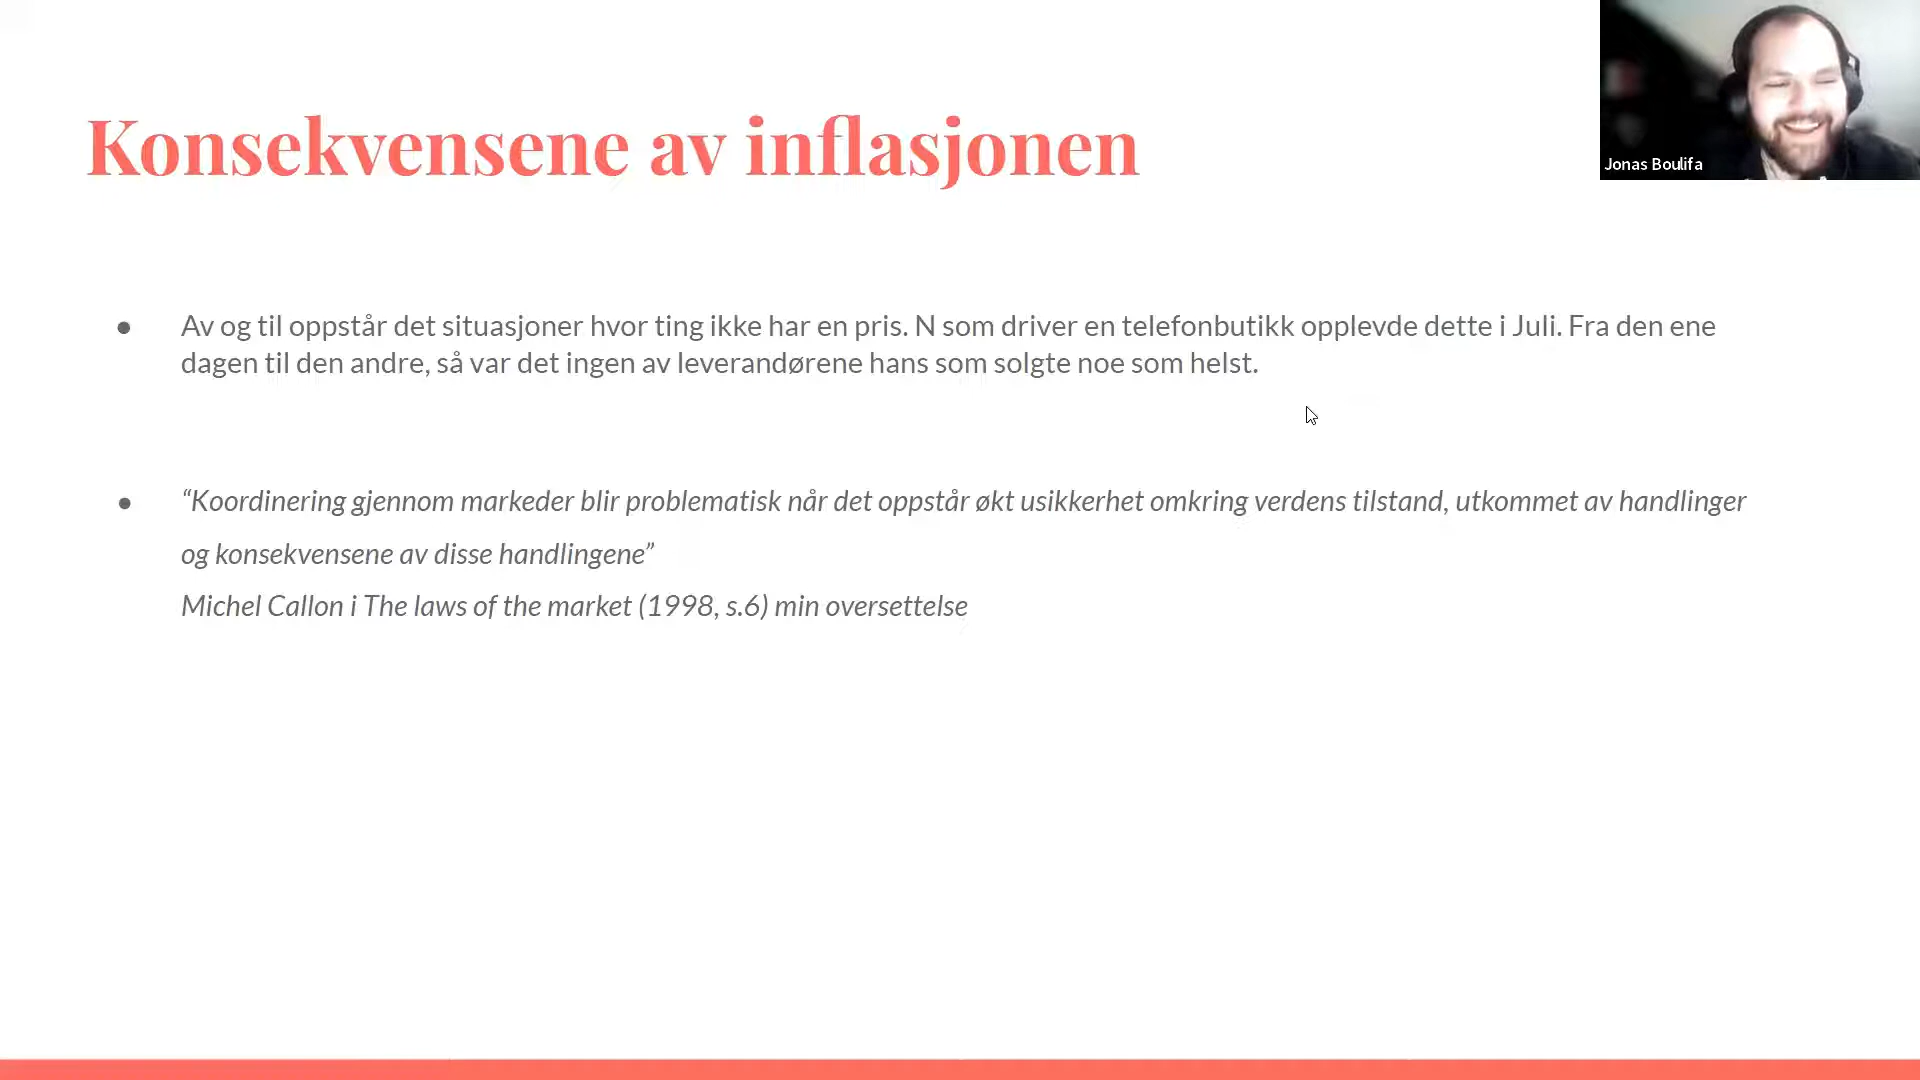 Konsekvensene av inflasjonen
Jonas Boulifa
● Av og til oppstår det situasjoner hvor ting ikke har en pris. N som driver en telefonbutikk opplevde dette i Juli. Fra den ene
dagen til den andre, så var det ingen av leverandørene hans som solgte noe som helst.
● “Koordinering gjennom markeder blir problematisk når det oppstår økt usikkerhet omkring verdens tilstand, utkommet av handlinger
og konsekvensene av disse handlingene”
Michel Callon i The laws of the market (1998, s.6) min oversettelse